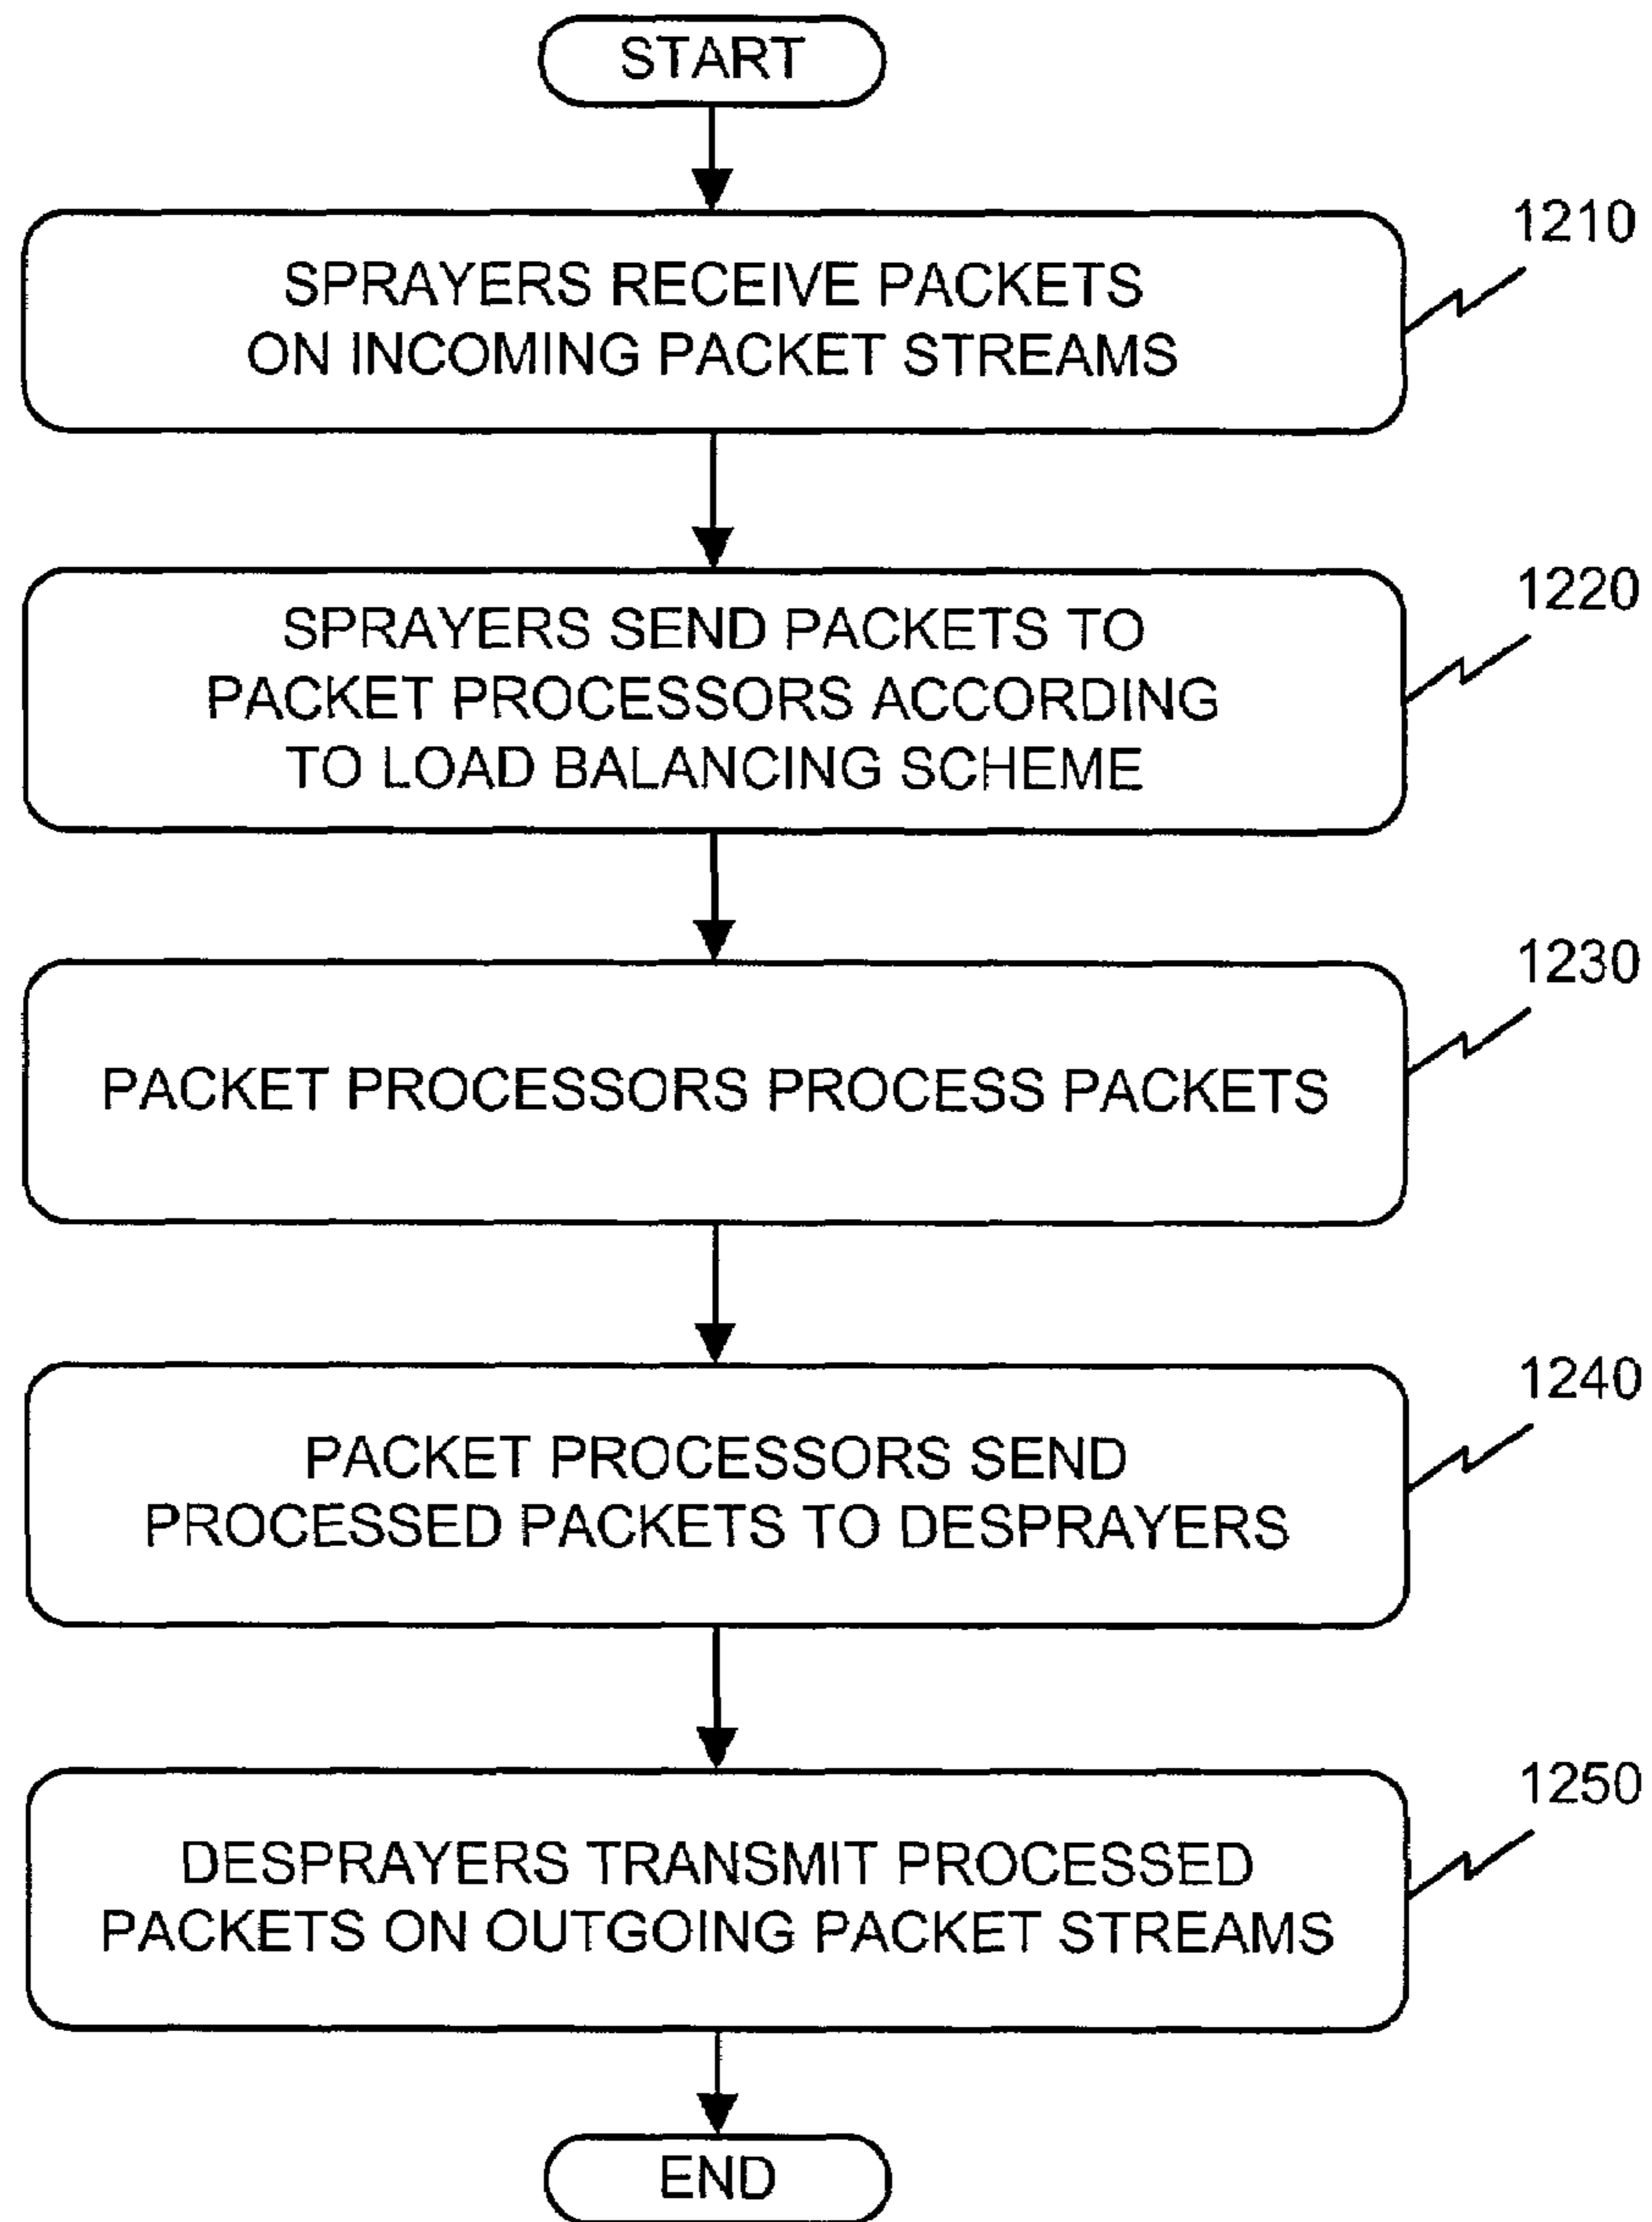 START
1210
SPRAYERS RECEIVE PACKETS
ON INCOMING PACKET STREAMS
1220
SPRAYERS SEND PACKETS TO
PACKET PROCESSORS ACCORDING
TO LOAD BALANCING SCHEME
1230
PACKET PROCESSORS PROCESS PACKETS
1240
PACKET PROCESSORS SEND
PROCESSED PACKETS TO DESPRAYERS
1250
DESPRAYERS TRANSMIT PROCESSED
PACKETS ON OUTGOING PACKET STREAMS
END